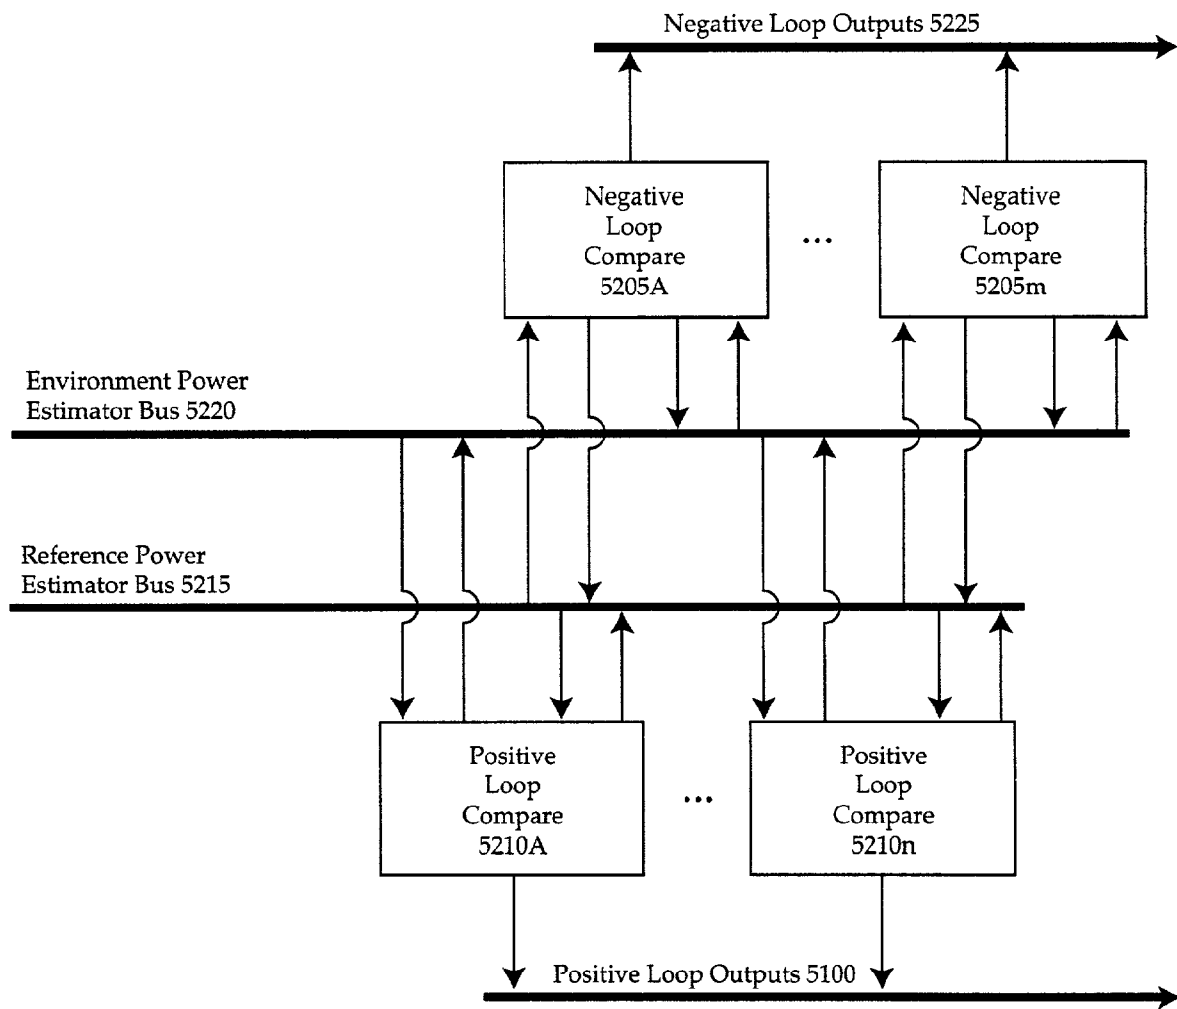 Negative Loop Outputs 5225
Negative
Loop
Compare
5205A
...
Negative
Loop
Compare
5205m
Environment Power
Estimator Bus 5220
Reference Power
Estimator Bus 5215
Positive
Loop
Compare
5210A
...
Positive
Loop
Compare
5210n
Positive Loop Outputs 5100